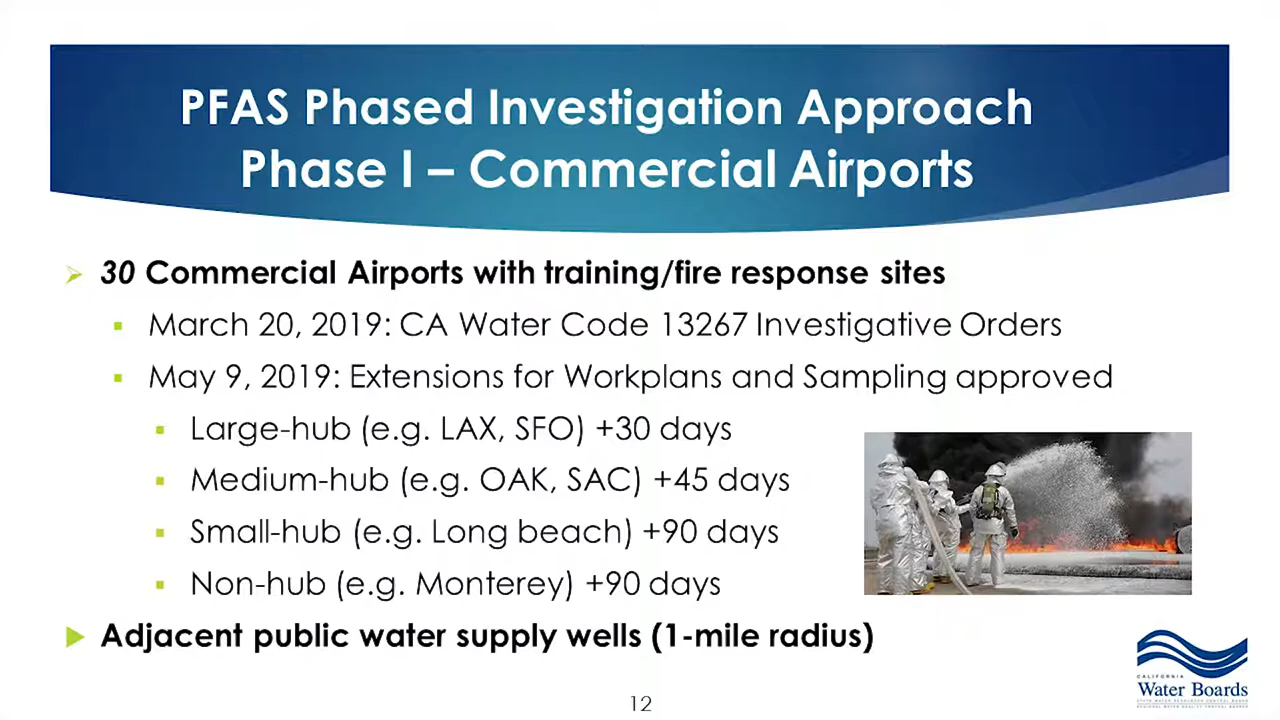 PFAS Phased Investigation Approach
Phase I – Commercial Airports
30 Commercial Airports with training/fire response sites
March 20, 2019: CA Water Code 13267 Investigative Orders
May 9, 2019: Extensions for Workplans and Sampling approved
Large-hub (e.g. LAX, SFO) +30 days
Medium-hub (e.g. OAK, SAC) +45 days
Small-hub (e.g. Long beach) +90 days
Non-hub (e.g. Monterey) +90 days
Adjacent public water supply wells (1-mile radius)
CALIFORNIA
Water Boards
STATE WATER RESOURCES CONTROL BOARD
REGIONAL WATER QUALITY CONTROL BOARDS
12